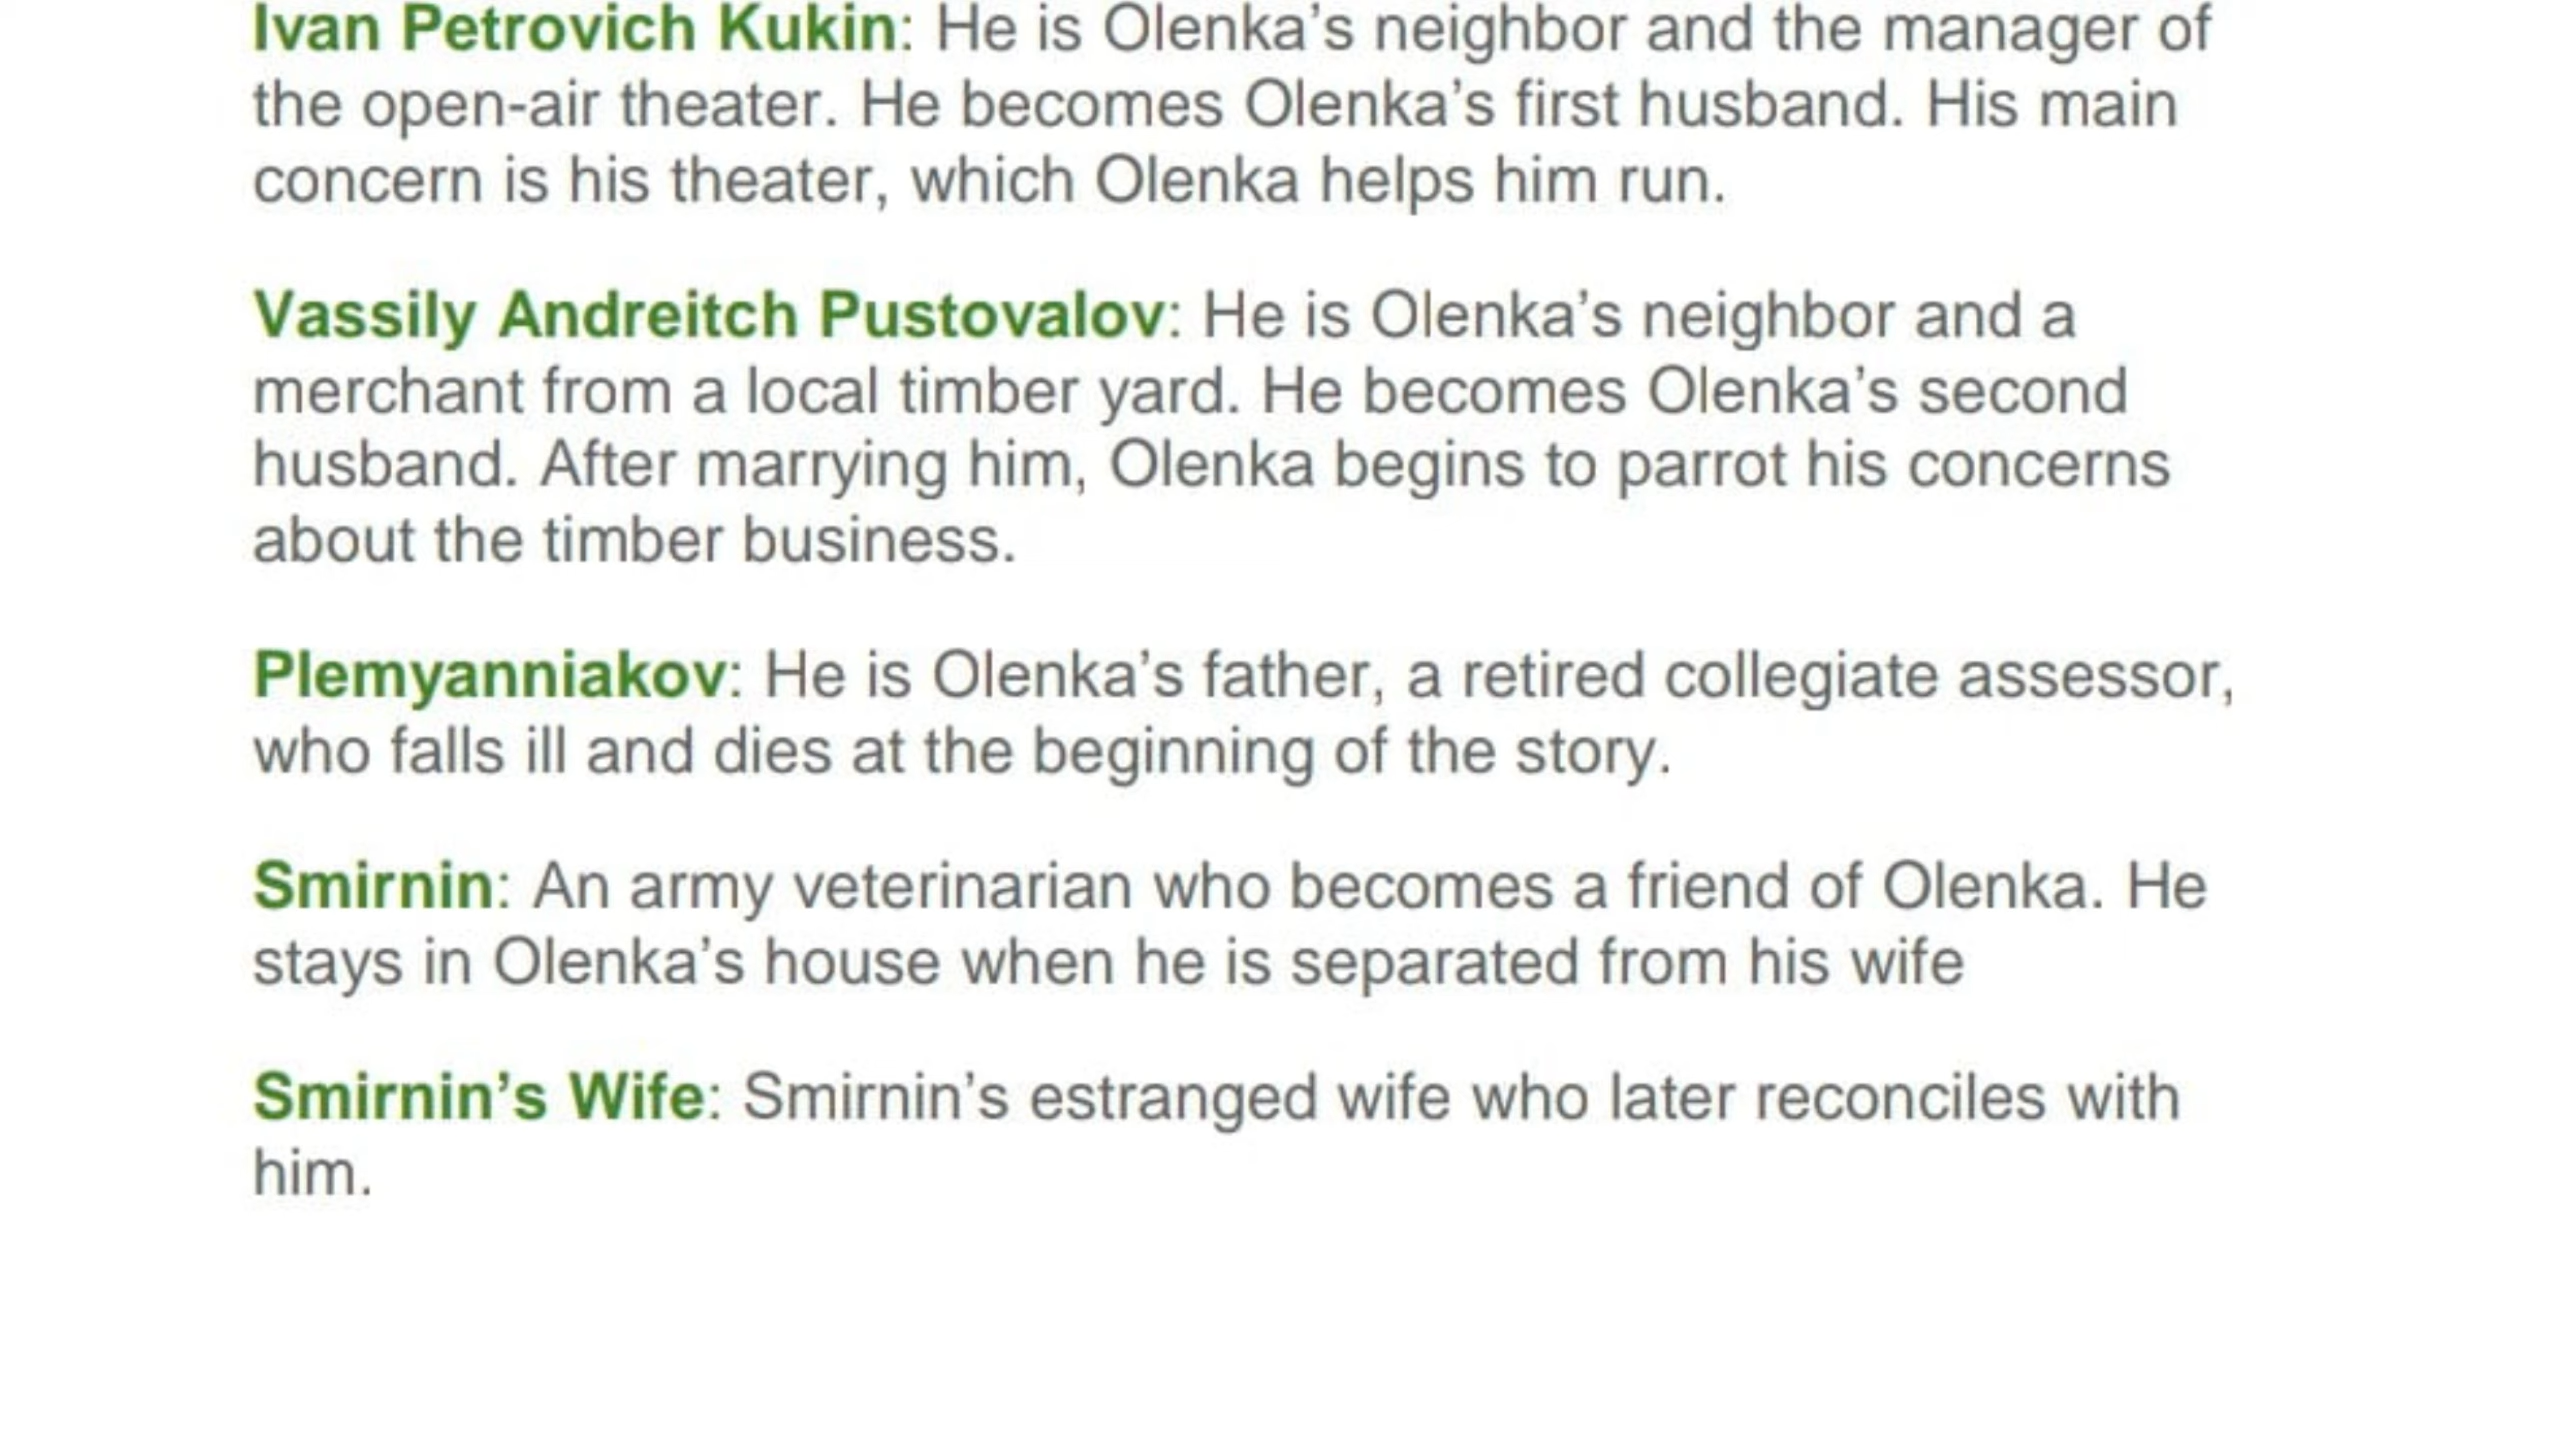 Ivan Petrovich Kukin: He is Olenka’s neighbor and the manager of
the open-air theater. He becomes Olenka’s first husband. His main
concern is his theater, which Olenka helps him run.
Vassily Andreitch Pustovalov: He is Olenka’s neighbor and a
merchant from a local timber yard. He becomes Olenka’s second
husband. After marrying him, Olenka begins to parrot his concerns
about the timber business.
Plemyanniakov: He is Olenka’s father, a retired collegiate assessor,
who falls ill and dies at the beginning of the story.
Smirnin: An army veterinarian who becomes a friend of Olenka. He
stays in Olenka’s house when he is separated from his wife
Smirnin’s Wife: Smirnin’s estranged wife who later reconciles with
him.